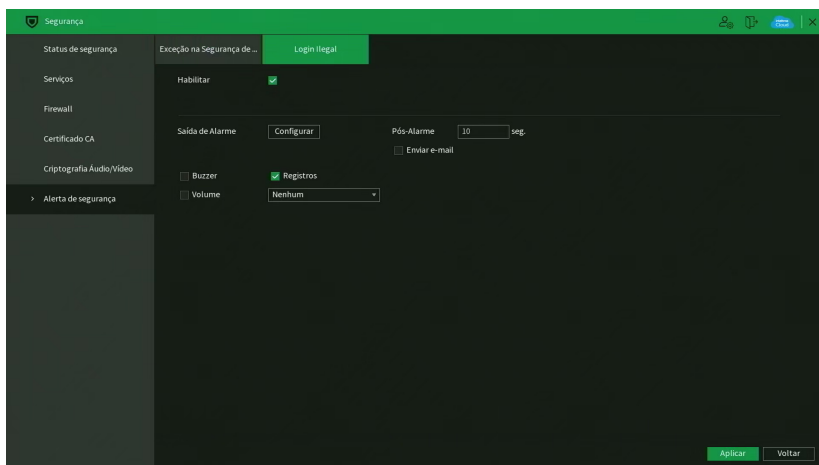 Segurança
Cloud
Status de segurança
Serviços
Firewall
Certificado CA
Criptografia Áudio/Vídeo
> Alerta de segurança
Exceção na Segurança de ...
Login Ilegal
Habilitar
Saída de Alarme Configurar Pós-Alarme 10 seg.
Enviar e-mail
Buzzer Registros
Volume Nenhum
Aplicar Voltar